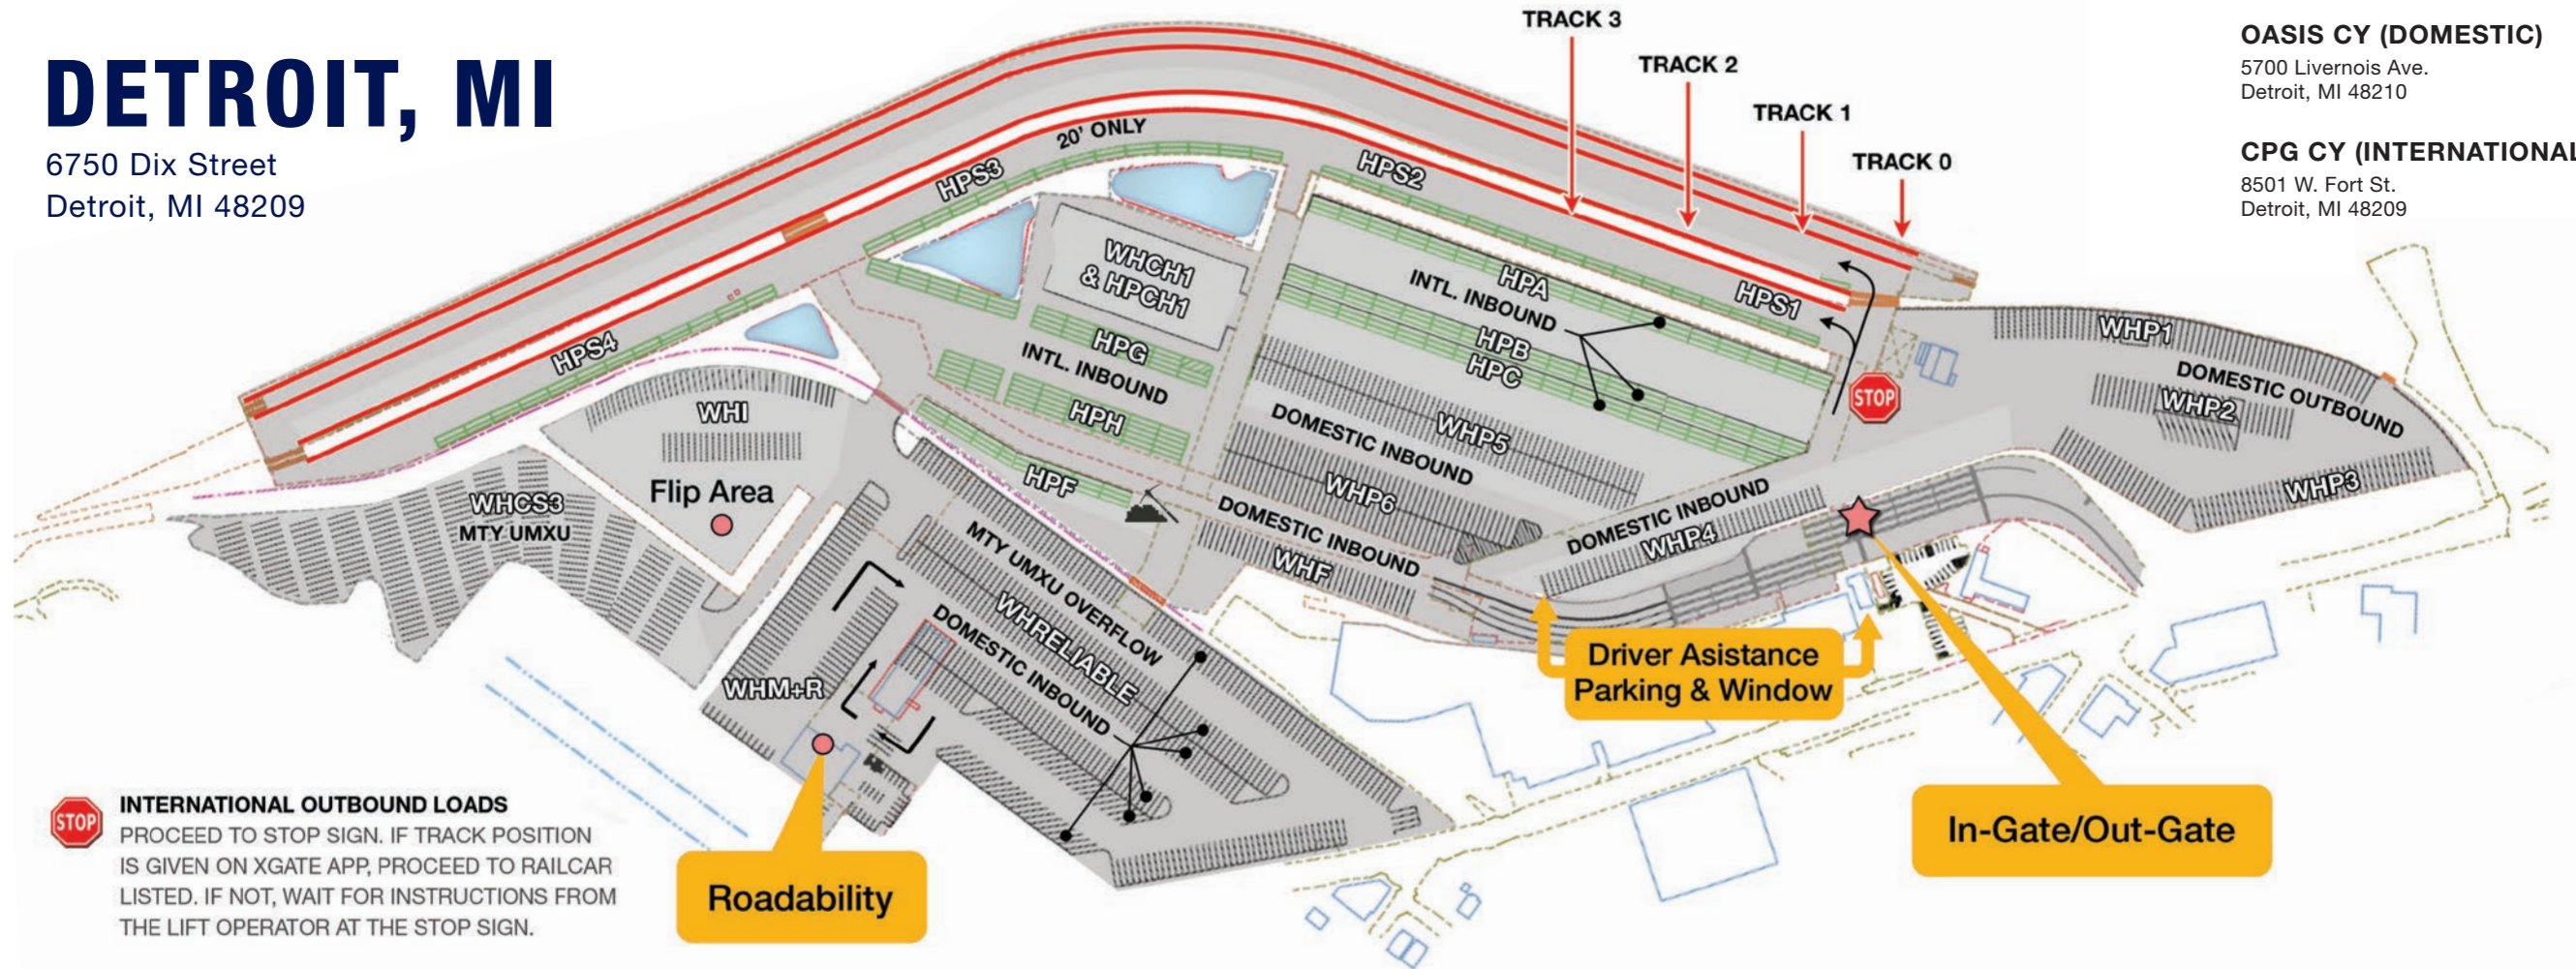 DETROIT, MI
6750 Dix Street
Detroit, MI 48209
TRACK 3
TRACK 2
TRACK 1
TRACK 0
OASIS CY (DOMESTIC)
5700 Livernois Ave.
Detroit, MI 48210
CPG CY (INTERNATIONAL
8501 W. Fort St.
Detroit, MI 48209
20' ONLY
HPS3
HPS2
HPS1
HPS4
WHCH1
& HPCH1
HPA
INTL. INBOUND
HPB
HPC
HPG
INTL. INBOUND
HPH
HPF
WHP5
DOMESTIC INBOUND
WHP6
DOMESTIC INBOUND
WHF
DOMESTIC INBOUND
WHP4
STOP
WHP1
DOMESTIC OUTBOUND
WHP2
WHP3
WHI
Flip Area
WHCS3
MTY UMXU
MTY UMXU OVERFLOW
WHRELIABLE
DOMESTIC INBOUND
WHM+R
Driver Asistance
Parking & Window
In-Gate/Out-Gate
Roadability
STOP
INTERNATIONAL OUTBOUND LOADS
PROCEED TO STOP SIGN. IF TRACK POSITION
IS GIVEN ON XGATE APP, PROCEED TO RAILCAR
LISTED. IF NOT, WAIT FOR INSTRUCTIONS FROM
THE LIFT OPERATOR AT THE STOP SIGN.